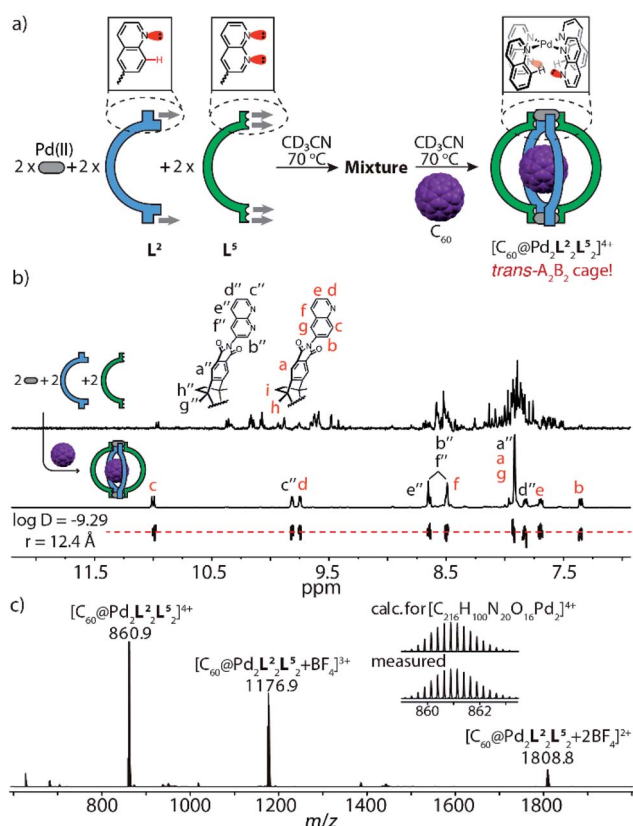 a)
N
H
N
N
N
N
Pd
N
N
H
H
Pd(II)
2 x
+2 x
+2 x
CD3CN
70 °C
Mixture
CD3CN
70 °C
C60
L2
L5
[C60@Pd2L22L52]4+
trans-A2B2 cage!
b)
d'' c''
e''
N
f''
N
b''
O N O
a''
h''
g''
e d
f
N
g c
b
O N O
a
i
h
2 +2 +2
c
c'' d
e''
b''
f''
f
a''
a
g
d'' e
b
log D = -9.29
r = 12.4 Å
11.5 10.5 9.5 8.5 7.5
ppm
c)
[C60@Pd2L22L52]4+
860.9
[C60@Pd2L22L52+BF4]3+
1176.9
calc.for [C216H100N20O16Pd2]4+
measured
860 862
[C60@Pd2L22L52+2BF4]2+
1808.8
800 1000 1200 1400 1600 1800
m/z